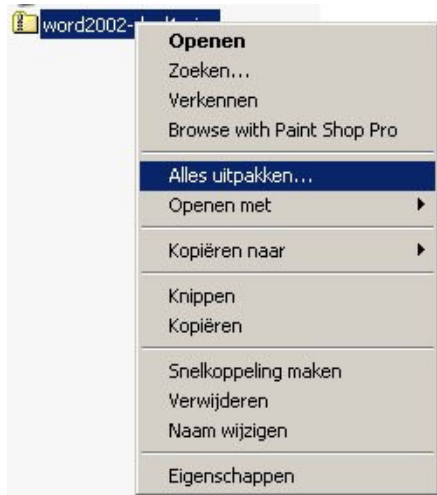 word2002-
Openen
Zoeken...
Verkennen
Browse with Paint Shop Pro
Alles uitpakken...
Openen met
Kopiëren naar
Knippen
Kopiëren
Snelkoppeling maken
Verwijderen
Naam wijzigen
Eigenschappen